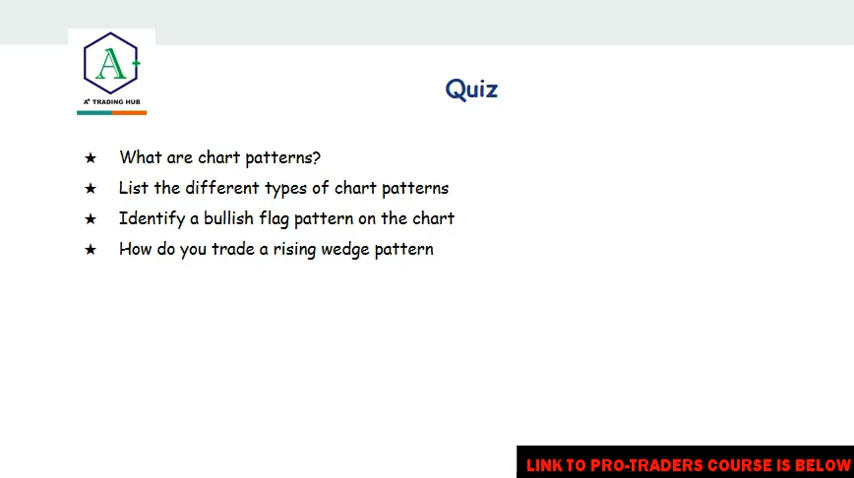 A+
A+ TRADING HUB
Quiz
★ What are chart patterns?
★ List the different types of chart patterns
★ Identify a bullish flag pattern on the chart
★ How do you trade a rising wedge pattern
LINK TO PRO-TRADERS COURSE IS BELOW